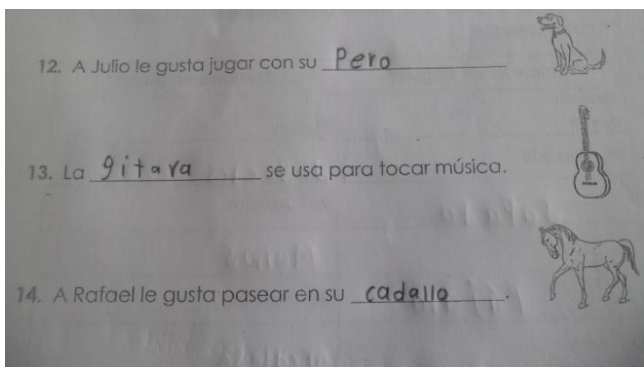 12. A Julio le gusta jugar con su Pero
13. La gitara se usa para tocar música.
14. A Rafael le gusta pasear en su cadallo.